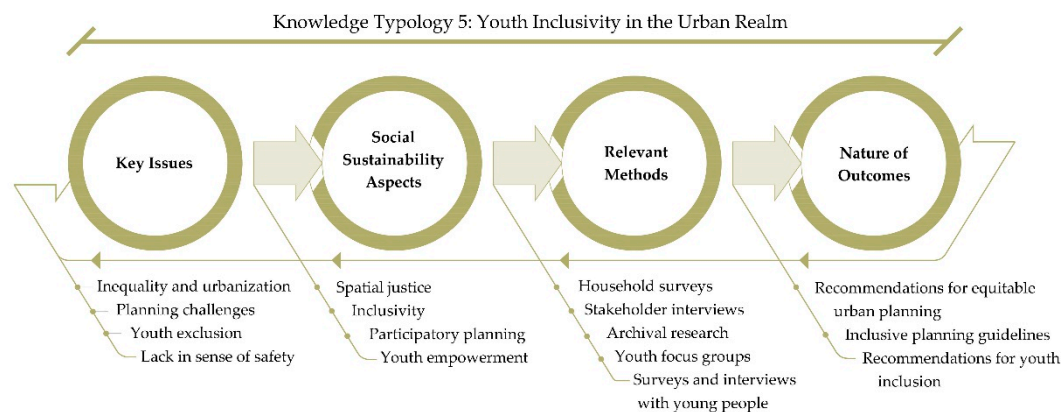 Knowledge Typology 5: Youth Inclusivity in the Urban Realm
Key Issues
Social
Sustainability
Aspects
Relevant
Methods
Nature of
Outcomes
Inequality and urbanization
Planning challenges
Youth exclusion
Lack in sense of safety
Spatial justice
Inclusivity
Participatory planning
Youth empowerment
Household surveys
Stakeholder interviews
Archival research
Youth focus groups
Surveys and interviews
with young people
Recommendations for equitable
urban planning
Inclusive planning guidelines
Recommendations for youth
inclusion